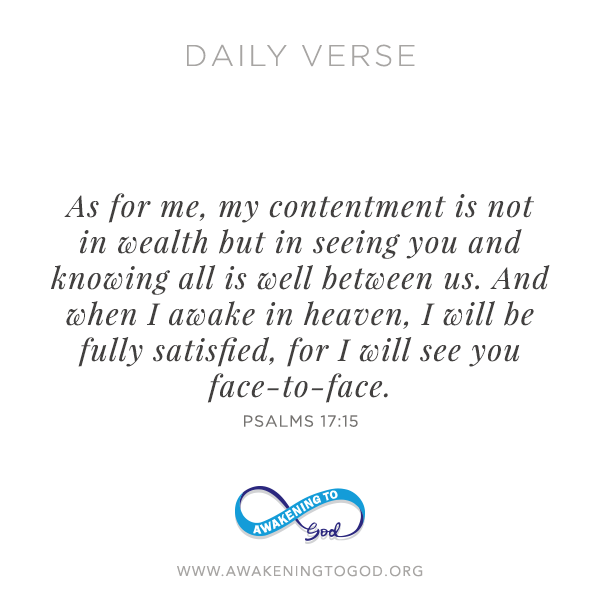 DAILY VERSE
As for me, my contentment is not
in wealth but in seeing you and
knowing all is well between us. And
when I awake in heaven, I will be
fully satisfied, for I will see you
face-to-face.
PSALMS 17:15
AWAKENING TO
God
WWW.AWAKENINGTOGOD.ORG